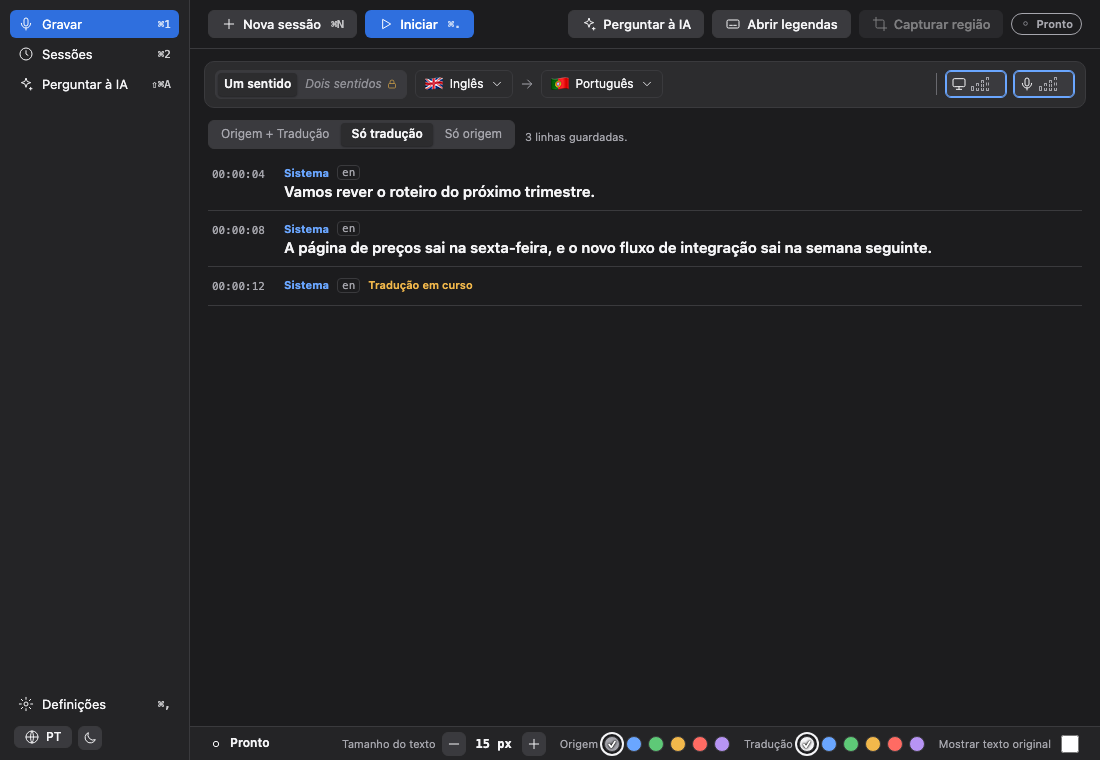 Gravar ⌘1
Sessões ⌘2
Perguntar à IA ⇧⌘A
Definições ⌘,
PT
Nova sessão ⌘N
Iniciar ⌘.
Perguntar à IA
Abrir legendas
Capturar região
Pronto
Um sentido
Dois sentidos
Inglês
Português
Origem + Tradução
Só tradução
Só origem
3 linhas guardadas.
00:00:04 Sistema en
Vamos rever o roteiro do próximo trimestre.
00:00:08 Sistema en
A página de preços sai na sexta-feira, e o novo fluxo de integração sai na semana seguinte.
00:00:12 Sistema en Tradução em curso
Pronto
Tamanho do texto
15 px
Origem
Tradução
Mostrar texto original